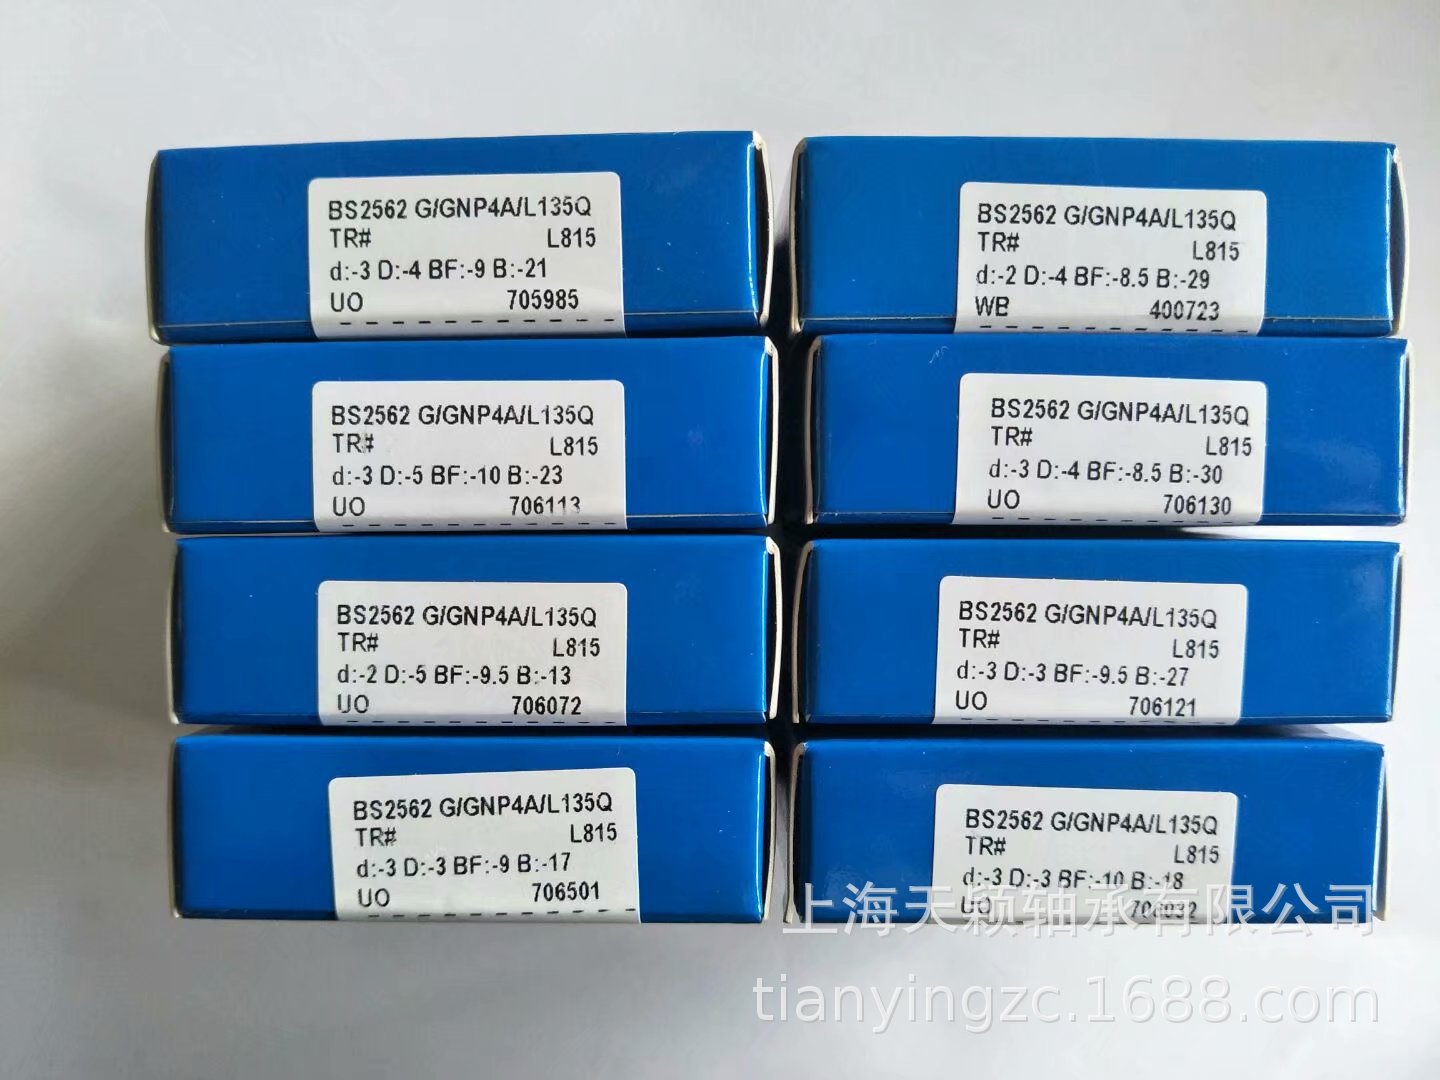 BS2562 G/GNP4A/L135Q
TR# L815
d:-3 D:-4 BF:-9 B:-21
UO 705985
BS2562 G/GNP4A/L135Q
TR# L815
d:-2 D:-4 BF:-8.5 B:-29
WB 400723
BS2562 G/GNP4A/L135Q
TR# L815
d:-3 D:-5 BF:-10 B:-23
UO 706113
BS2562 G/GNP4A/L135Q
TR# L815
d:-3 D:-4 BF:-8.5 B:-30
UO 706130
BS2562 G/GNP4A/L135Q
TR# L815
d:-2 D:-5 BF:-9.5 B:-13
UO 706072
BS2562 G/GNP4A/L135Q
TR# L815
d:-3 D:-3 BF:-9.5 B:-27
UO 706121
BS2562 G/GNP4A/L135Q
TR# L815
d:-3 D:-3 BF:-9 B:-17
UO 706501
BS2562 G/GNP4A/L135Q
TR# L815
d:-3 D:-3 BF:-10 B:-18
UO
上海天颖轴承有限公司
tianyingzc.1688.com